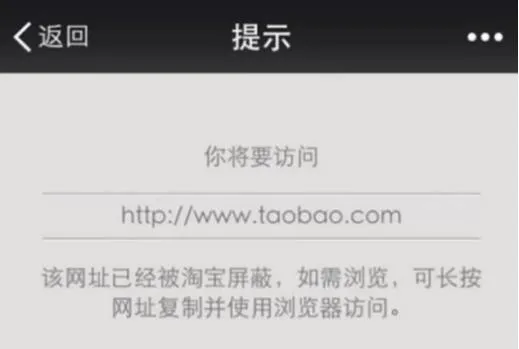 返回 提示
你将要访问
http://www.taobao.com
该网址已经被淘宝屏蔽，如需浏览，可长按
网址复制并使用浏览器访问。